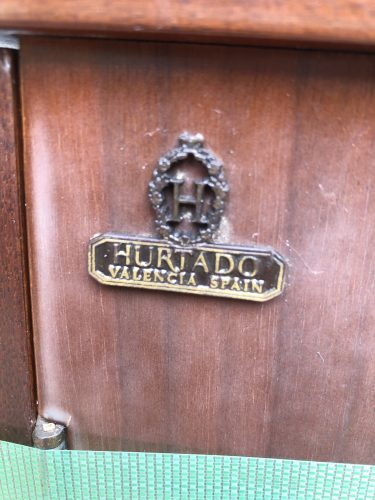 H
HURTADO
VALENCIA SPAIN